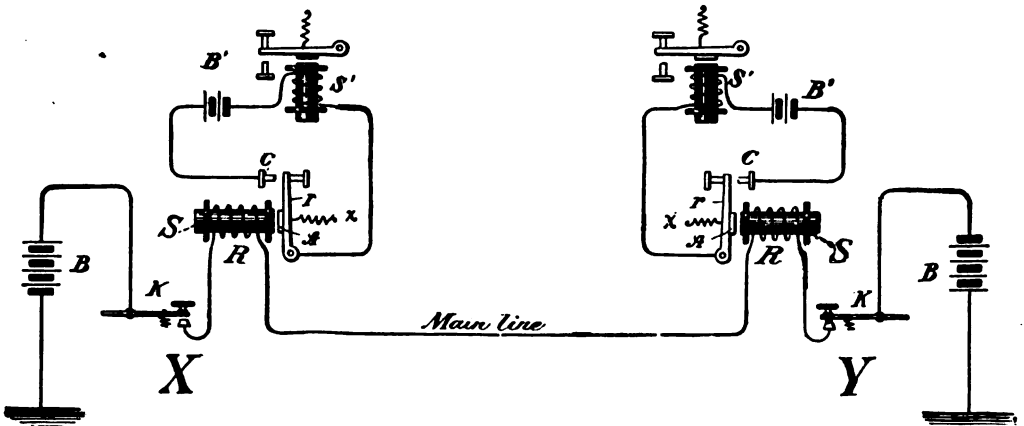 B' S' S' B'
C C
r r
x x
S A A S
R R
B B
K K
Main line
X Y